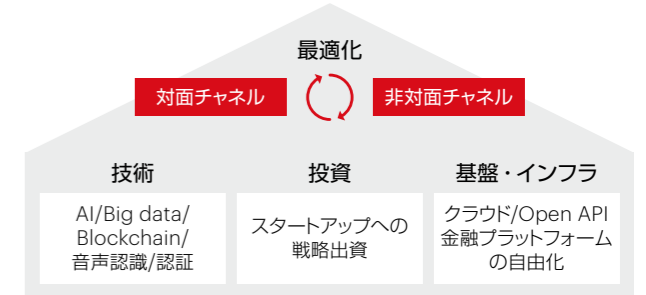 最適化
対面チャネル
非対面チャネル
技術
AI/Big data/
Blockchain/
音声認識/認証
投資
スタートアップへの
戦略出資
基盤・インフラ
クラウド/Open API
金融プラットフォーム
の自由化